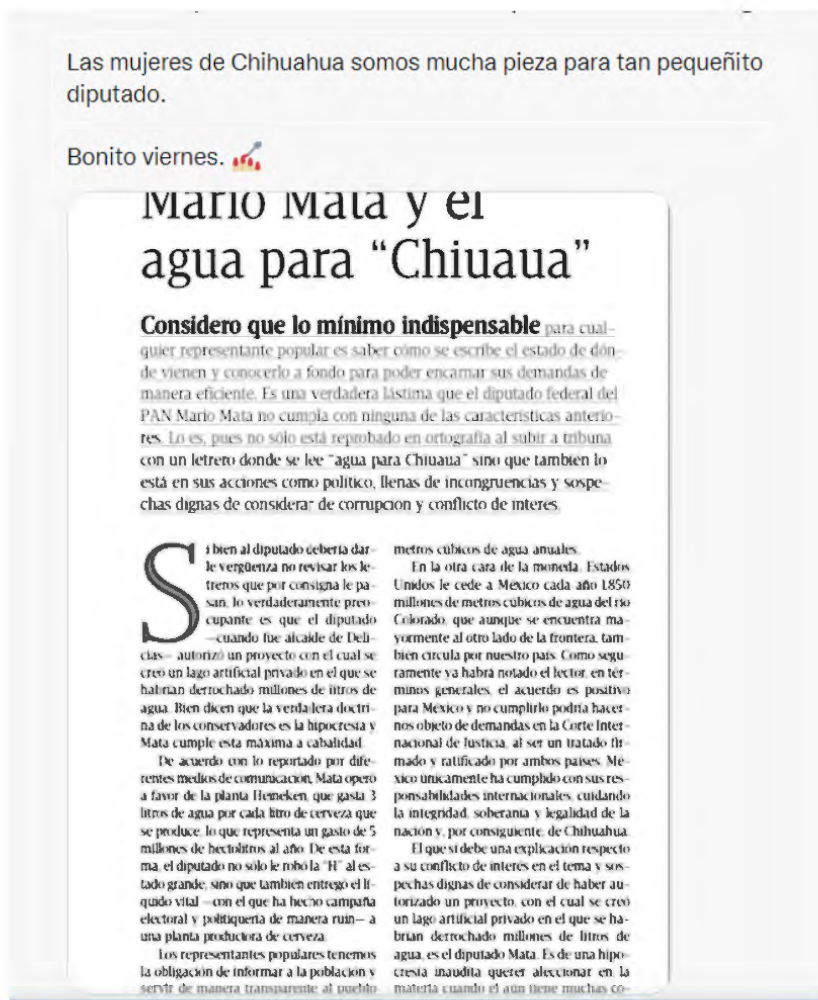 Las mujeres de Chihuahua somos mucha pieza para tan pequeñito
diputado.
Bonito viernes. 💅
Mario Mata y el
agua para “Chiuaua”
Considero que lo mínimo indispensable para cual-
quier representante popular es saber cómo se escribe el estado de dón-
de vienen y conocerlo a fondo para poder encarnar sus demandas de
manera eficiente. Es una verdadera lástima que el diputado federal del
PAN Mario Mata no cumpla con ninguna de las características anterio-
res. Lo es, pues no sólo está reprobado en ortografía al subir a tribuna
con un letrero donde se lee “agua para Chiuaua” sino que también lo
está en sus acciones como político, llenas de incongruencias y sospe-
chas dignas de considerar de corrupción y conflicto de interés.
Si bien al diputado debería dar-
le vergüenza no revisar los le-
treros que por consigna le pa-
san, lo verdaderamente preo-
cupante es que el diputado
—cuando fue alcalde de Deli-
cias— autorizó un proyecto con el cual se
creó un lago artificial privado en el que se
habrían derrochado millones de litros de
agua. Bien dicen que la verdadera doctri-
na de los conservadores es la hipocresía y
Mata cumple esta máxima a cabalidad.
De acuerdo con lo reportado por dife-
rentes medios de comunicación, Mata operó
a favor de la planta Heineken, que gasta 3
litros de agua por cada litro de cerveza que
se produce, lo que representa un gasto de 5
millones de hectolitros al año. De esta for-
ma, el diputado no sólo le robó la “H” al es-
tado grande, sino que también entregó el lí-
quido vital —con el que ha hecho campaña
electoral y politiquería de manera ruin— a
una planta productora de cerveza.
Los representantes populares tenemos
la obligación de informar a la población y
servir de manera transparente al pueblo
metros cúbicos de agua anuales.
En la otra cara de la moneda, Estados
Unidos le cede a México cada año 1,850
millones de metros cúbicos de agua del río
Colorado, que aunque se encuentra ma-
yormente al otro lado de la frontera, tam-
bién circula por nuestro país. Como segu-
ramente ya habrá notado el lector, en tér-
minos generales, el acuerdo es positivo
para México y no cumplirlo podría hacer-
nos objeto de demandas en la Corte Inter-
nacional de Justicia, al ser un tratado fir-
mado y ratificado por ambos países. Mé-
xico únicamente ha cumplido con sus res-
ponsabilidades internacionales, cuidando
la integridad, soberanía y legalidad de la
nación y, por consiguiente, de Chihuahua.
El que sí debe una explicación respecto
a su conflicto de interés en el tema y sos-
pechas dignas de considerar de haber au-
torizado un proyecto, con el cual se creó
un lago artificial privado en el que se ha-
brían derrochado millones de litros de
agua, es el diputado Mata. Es de una hipo-
cresía inaudita querer aleccionar en la
materia cuando él aún tiene muchas co-